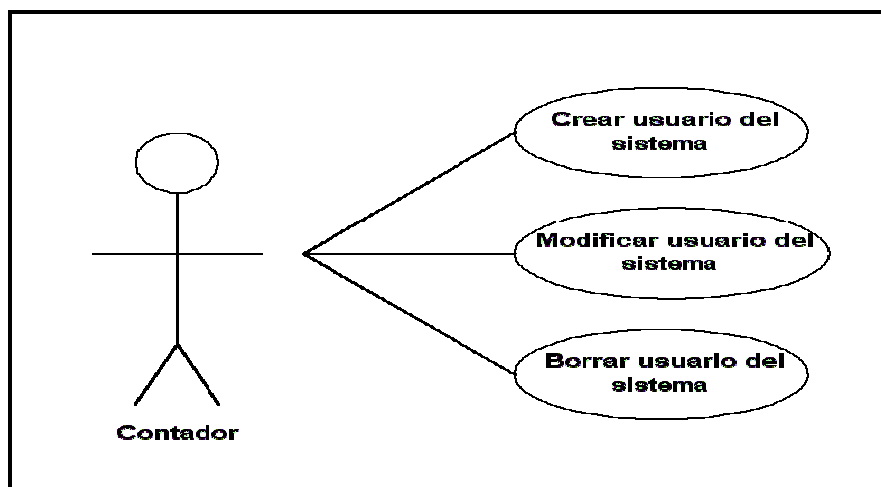 Crear usuario del
sistema
Modificar usuario del
sistema
Borrar usuario del
sistema
Contador